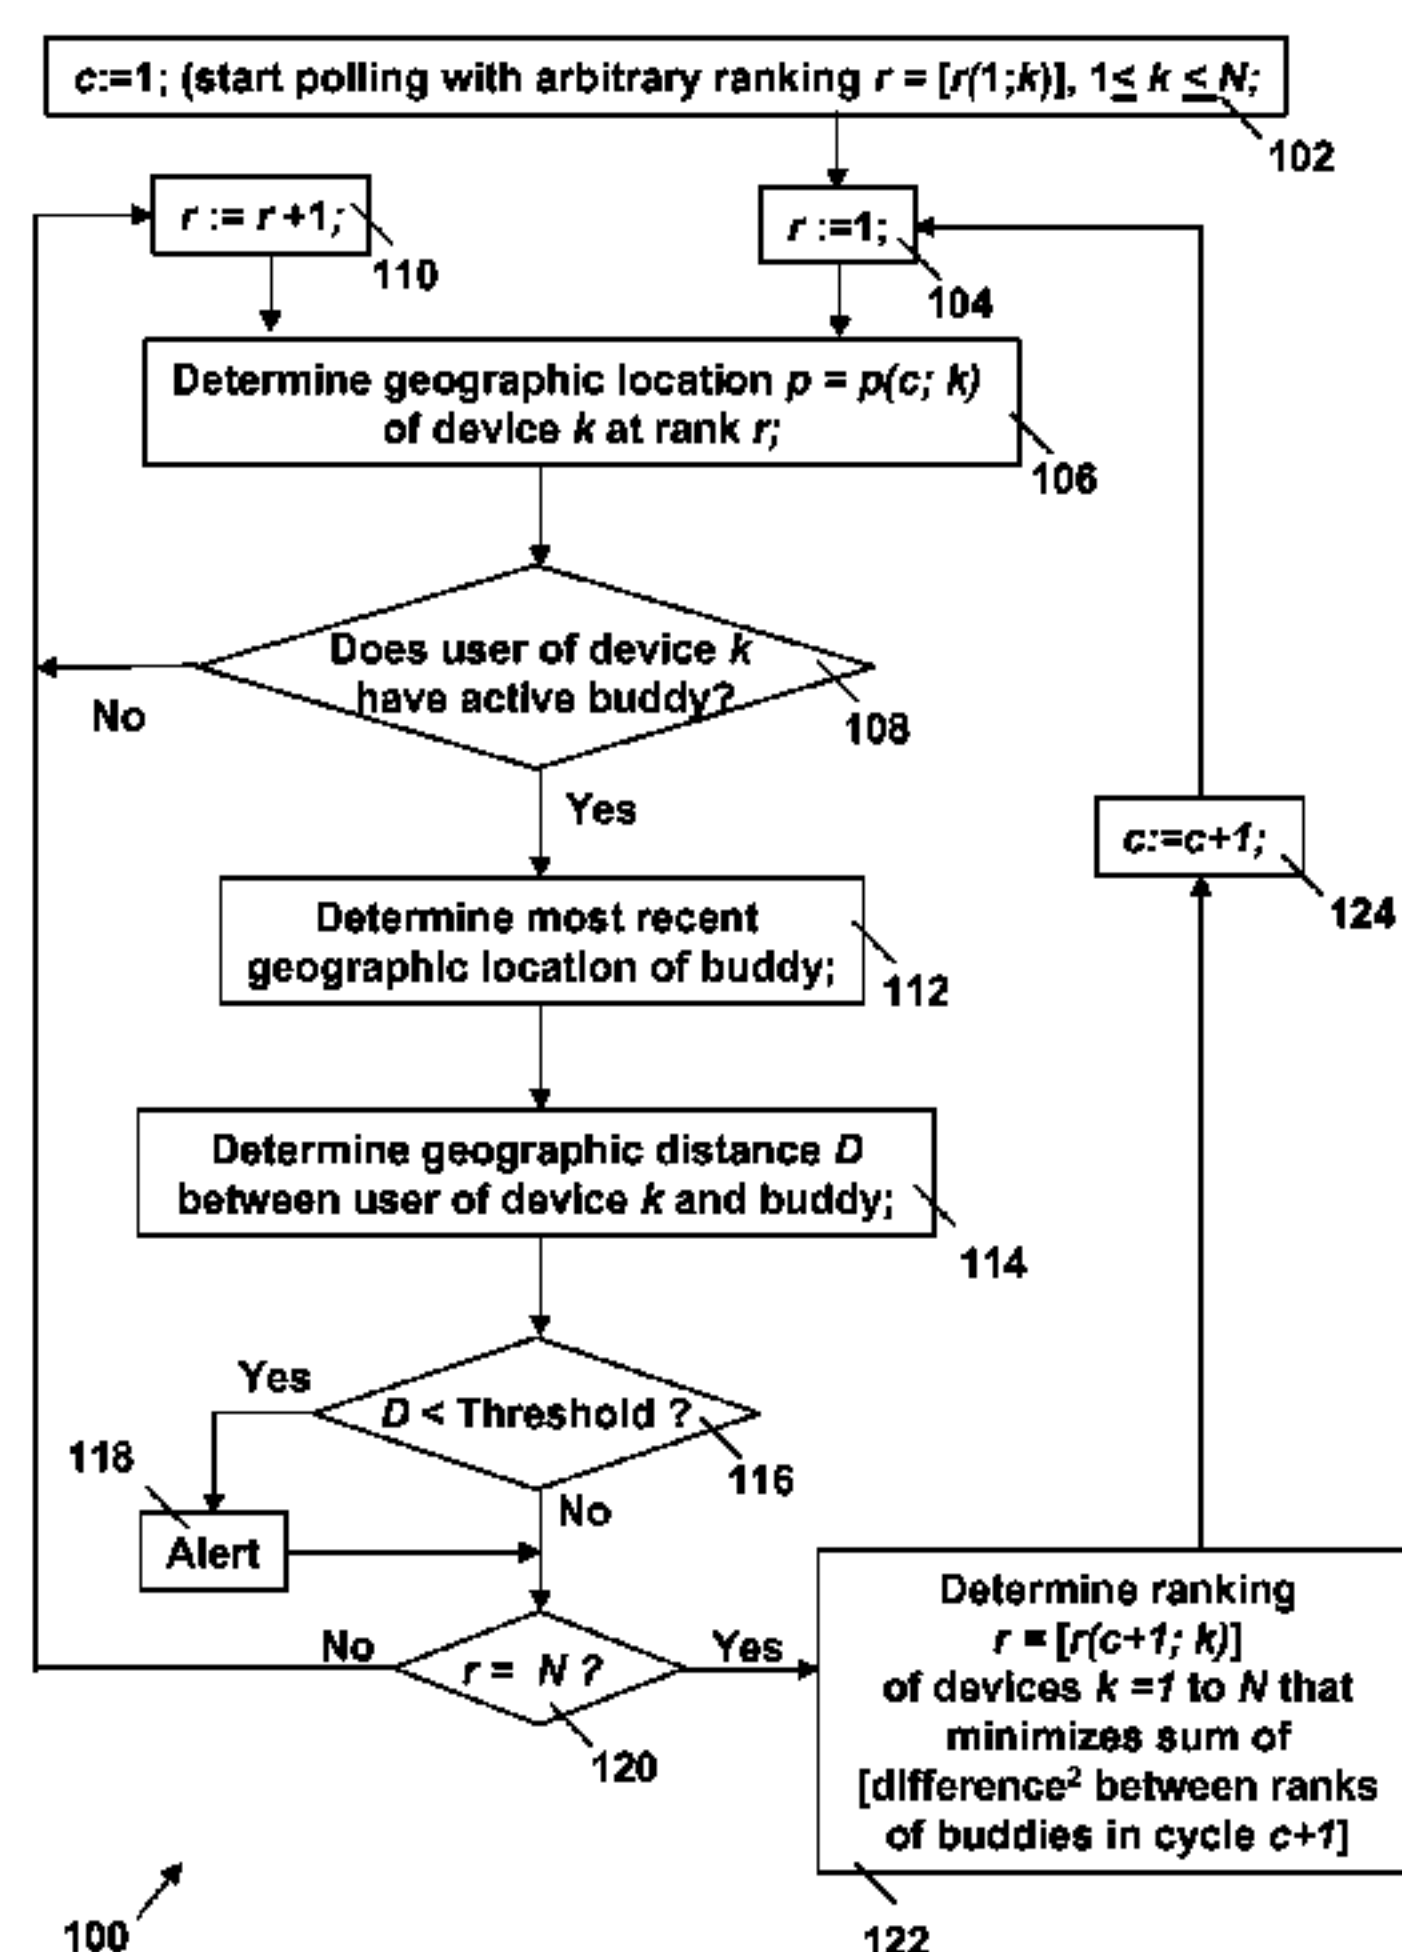 c:=1; (start polling with arbitrary ranking r = [r(1;k)], 1≤ k ≤ N;
102
r := r +1;
110
r :=1;
104
Determine geographic location p = p(c; k)
of device k at rank r;
106
Does user of device k
have active buddy?
108
No
Yes
c:=c+1;
124
Determine most recent
geographic location of buddy;
112
Determine geographic distance D
between user of device k and buddy;
114
Yes
D < Threshold ?
116
118
No
Alert
No
r = N ?
Yes
120
Determine ranking
r = [r(c+1; k)]
of devices k =1 to N that
minimizes sum of
[difference² between ranks
of buddies in cycle c+1]
122
100